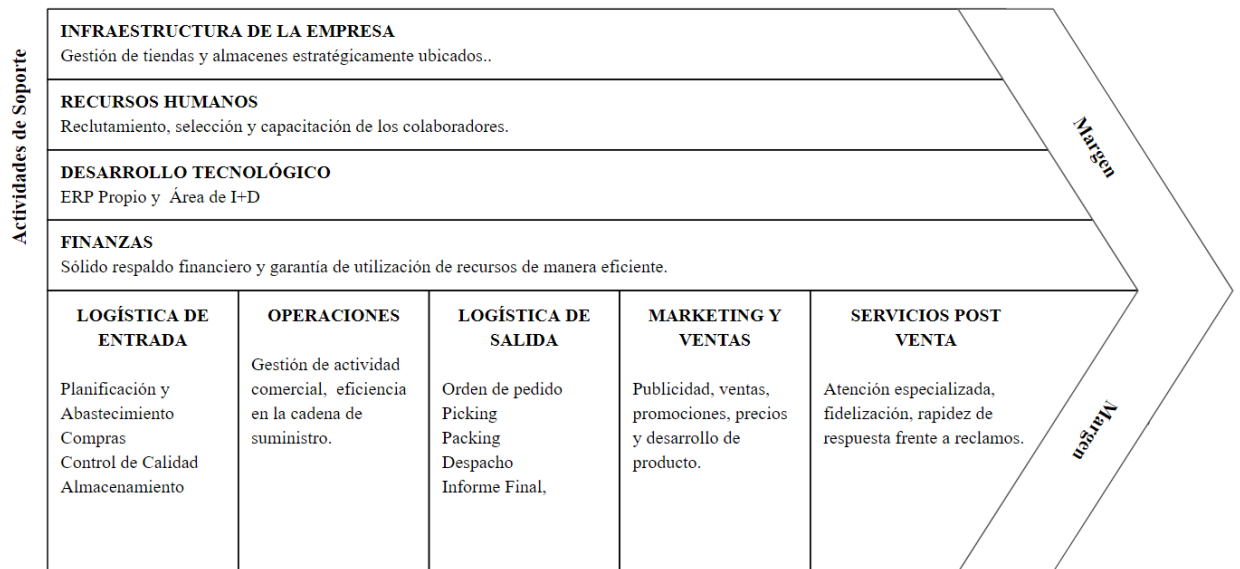 Actividades de Soporte
INFRAESTRUCTURA DE LA EMPRESA
Gestión de tiendas y almacenes estratégicamente ubicados..
RECURSOS HUMANOS
Reclutamiento, selección y capacitación de los colaboradores.
DESARROLLO TECNOLÓGICO
ERP Propio y  Área de I+D
FINANZAS
Sólido respaldo financiero y garantía de utilización de recursos de manera eficiente.
Margen
LOGÍSTICA DE
ENTRADA
Planificación y
Abastecimiento
Compras
Control de Calidad
Almacenamiento
OPERACIONES
Gestión de actividad
comercial,  eficiencia
en la cadena de
suministro.
LOGÍSTICA DE
SALIDA
Orden de pedido
Picking
Packing
Despacho
Informe Final,
MARKETING Y
VENTAS
Publicidad, ventas,
promociones, precios
y desarrollo de
producto.
SERVICIOS POST
VENTA
Atención especializada,
fidelización, rapidez de
respuesta frente a reclamos.
Margen